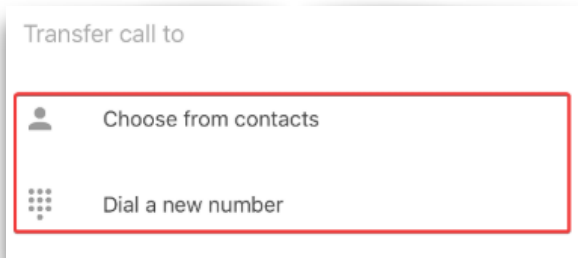 Transfer call to
Choose from contacts
Dial a new number